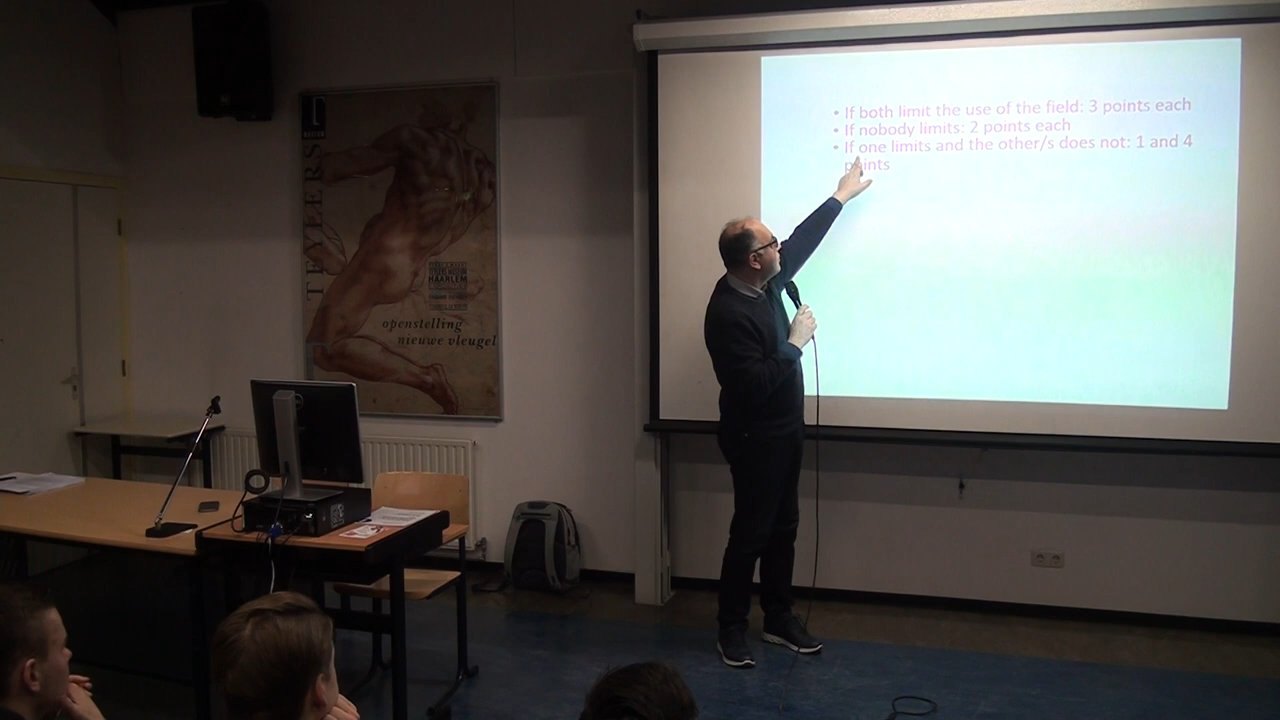 • If both limit the use of the field: 3 points each
• If nobody limits: 2 points each
• If one limits and the other/s does not: 1 and 4
points
TEYLERS
HAARLEM
openstelling
nieuwe vleugel